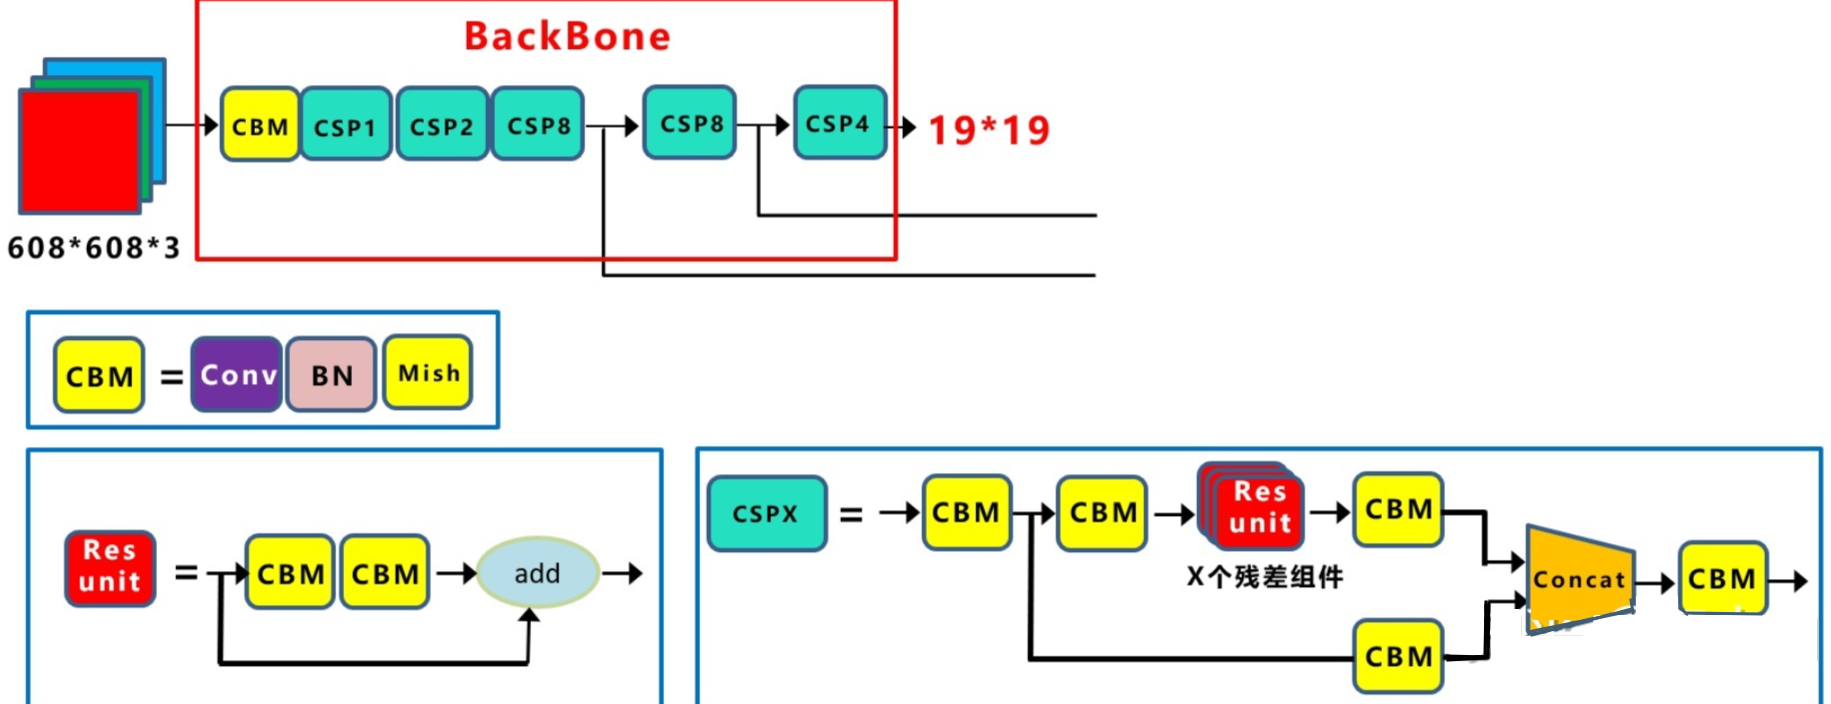 BackBone
CBM CSP1 CSP2 CSP8 CSP8 CSP4 19*19
608*608*3
CBM = Conv BN Mish
Res unit = CBM CBM add
CSPX = CBM CBM Res unit CBM
X个残差组件
Concat CBM
CBM